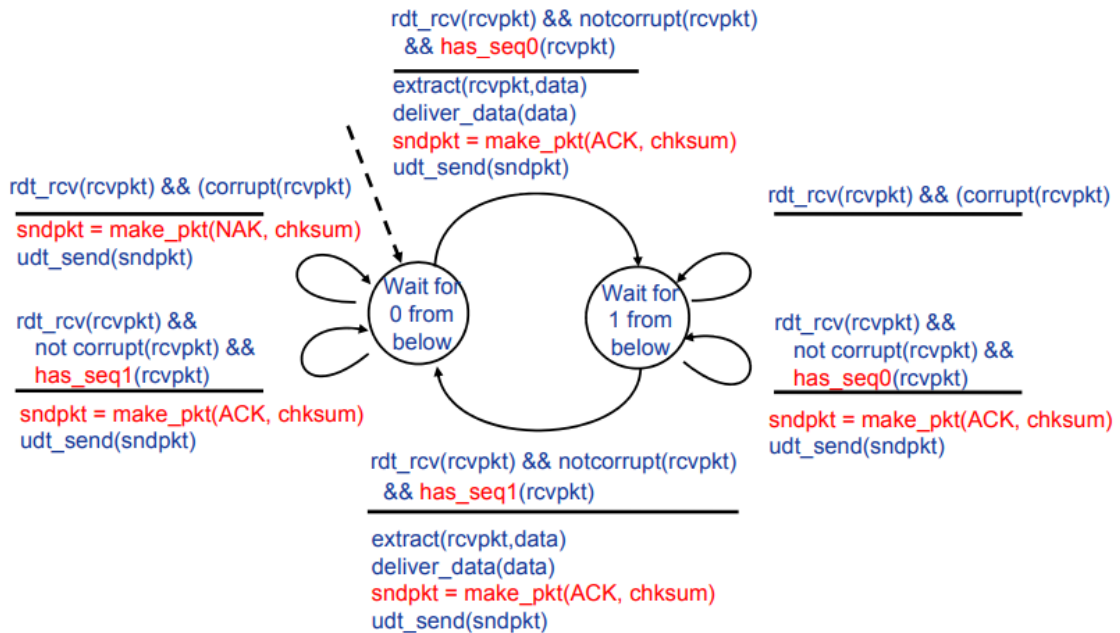 rdt_rcv(rcvpkt) && notcorrupt(rcvpkt)
&& has_seq0(rcvpkt)
extract(rcvpkt,data)
deliver_data(data)
sndpkt = make_pkt(ACK, chksum)
udt_send(sndpkt)
rdt_rcv(rcvpkt) && (corrupt(rcvpkt)
sndpkt = make_pkt(NAK, chksum)
udt_send(sndpkt)
rdt_rcv(rcvpkt) &&
not corrupt(rcvpkt) &&
has_seq1(rcvpkt)
sndpkt = make_pkt(ACK, chksum)
udt_send(sndpkt)
Wait for
0 from
below
Wait for
1 from
below
rdt_rcv(rcvpkt) && (corrupt(rcvpkt)
rdt_rcv(rcvpkt) &&
not corrupt(rcvpkt) &&
has_seq0(rcvpkt)
sndpkt = make_pkt(ACK, chksum)
udt_send(sndpkt)
rdt_rcv(rcvpkt) && notcorrupt(rcvpkt)
&& has_seq1(rcvpkt)
extract(rcvpkt,data)
deliver_data(data)
sndpkt = make_pkt(ACK, chksum)
udt_send(sndpkt)